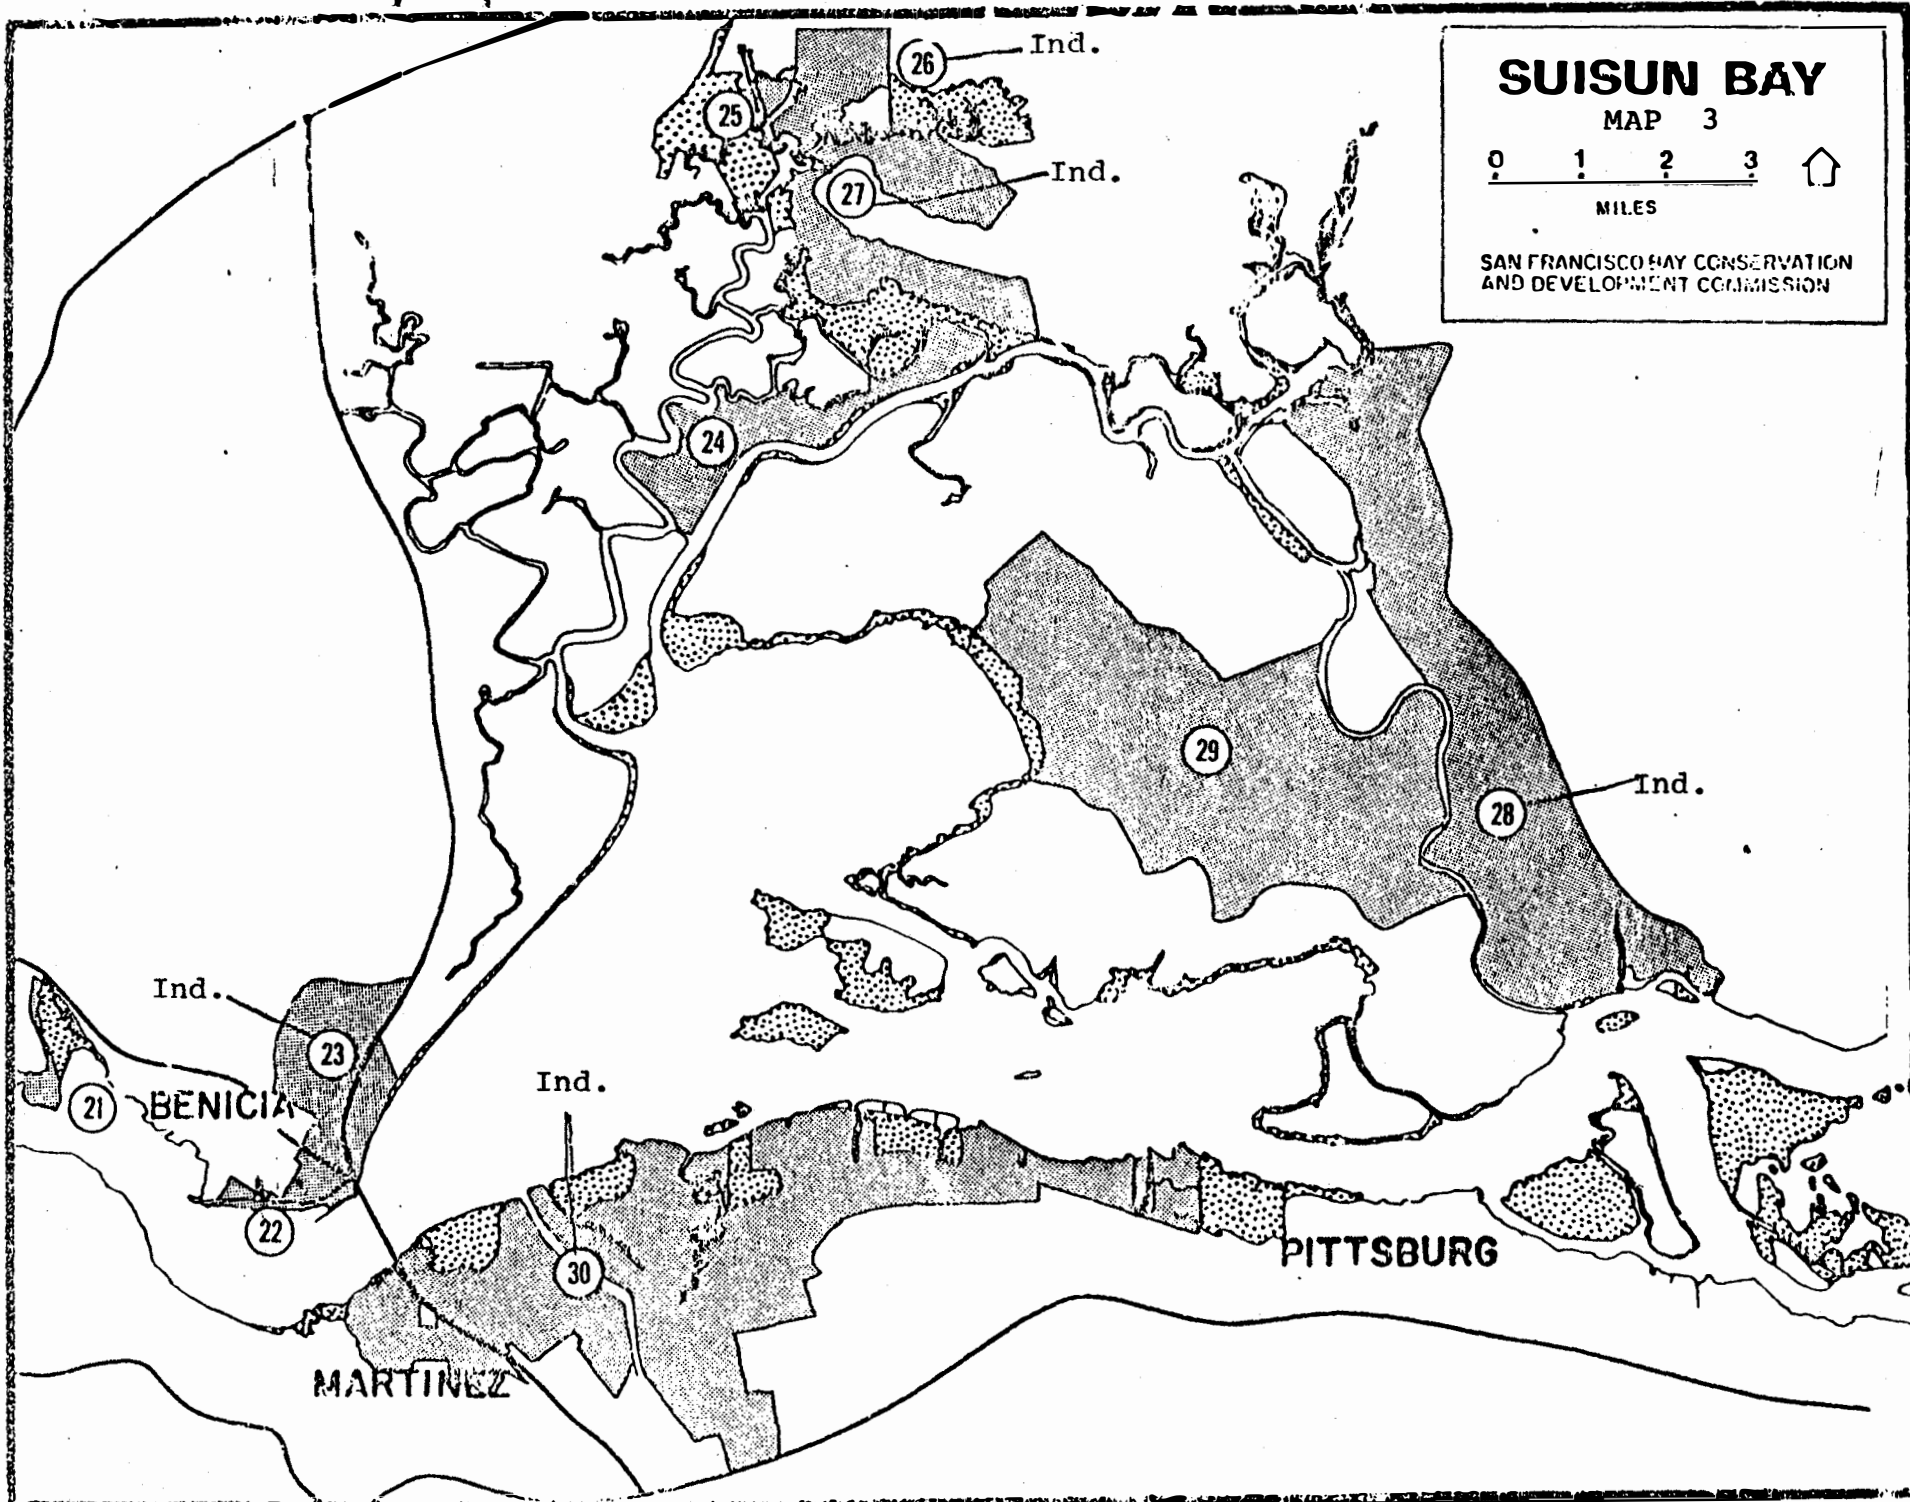 SUISUN BAY
MAP 3
0 1 2 3
MILES
SAN FRANCISCO BAY CONSERVATION
AND DEVELOPMENT COMMISSION
26 Ind.
25
27 Ind.
24
29
28 Ind.
Ind.
23
21
BENICIA
22
Ind.
30
PITTSBURG
MARTINEZ